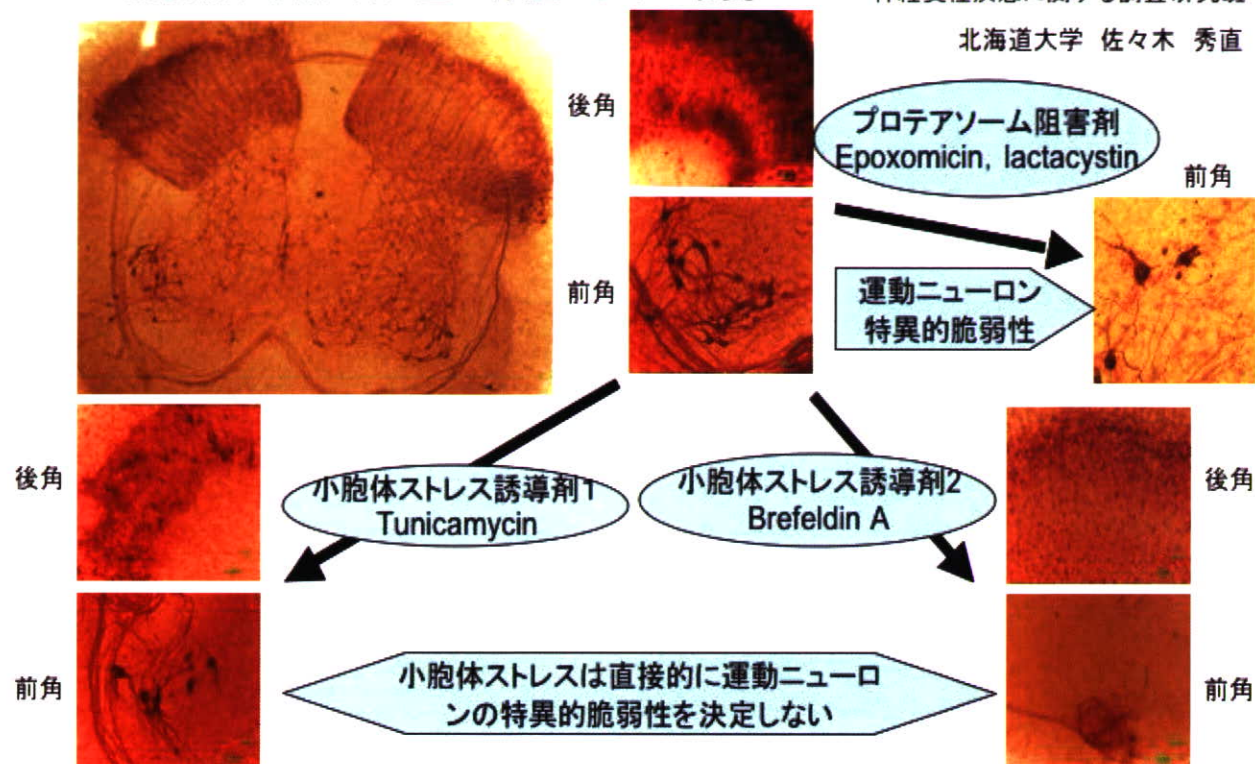 北海道大学 佐々木 秀直
後角
プロテアソーム阻害剤
Epoxomicin, lactacystin
前角
前角
運動ニューロン
特異的脆弱性
後角
小胞体ストレス誘導剤1
Tunicamycin
小胞体ストレス誘導剤2
Brefeldin A
後角
前角
小胞体ストレスは直接的に運動ニューロ
ンの特異的脆弱性を決定しない
前角